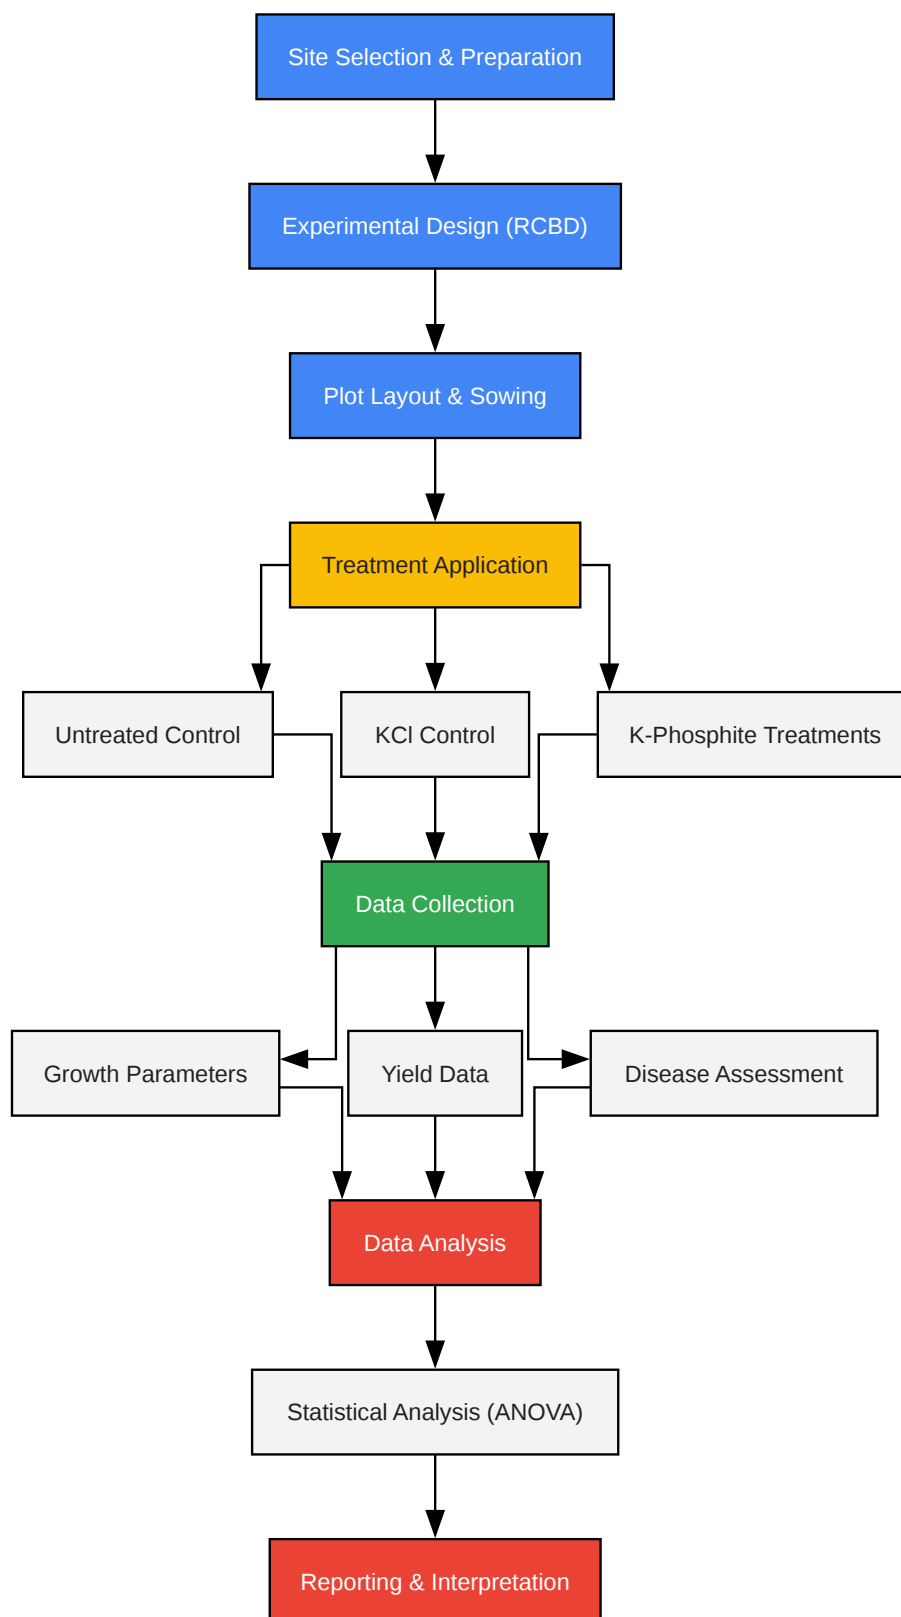 Site Selection & Preparation
Experimental Design (RCBD)
Plot Layout & Sowing
Treatment Application
Untreated Control
KCl Control
K-Phosphite Treatments
Data Collection
Growth Parameters
Yield Data
Disease Assessment
Data Analysis
Statistical Analysis (ANOVA)
Reporting & Interpretation